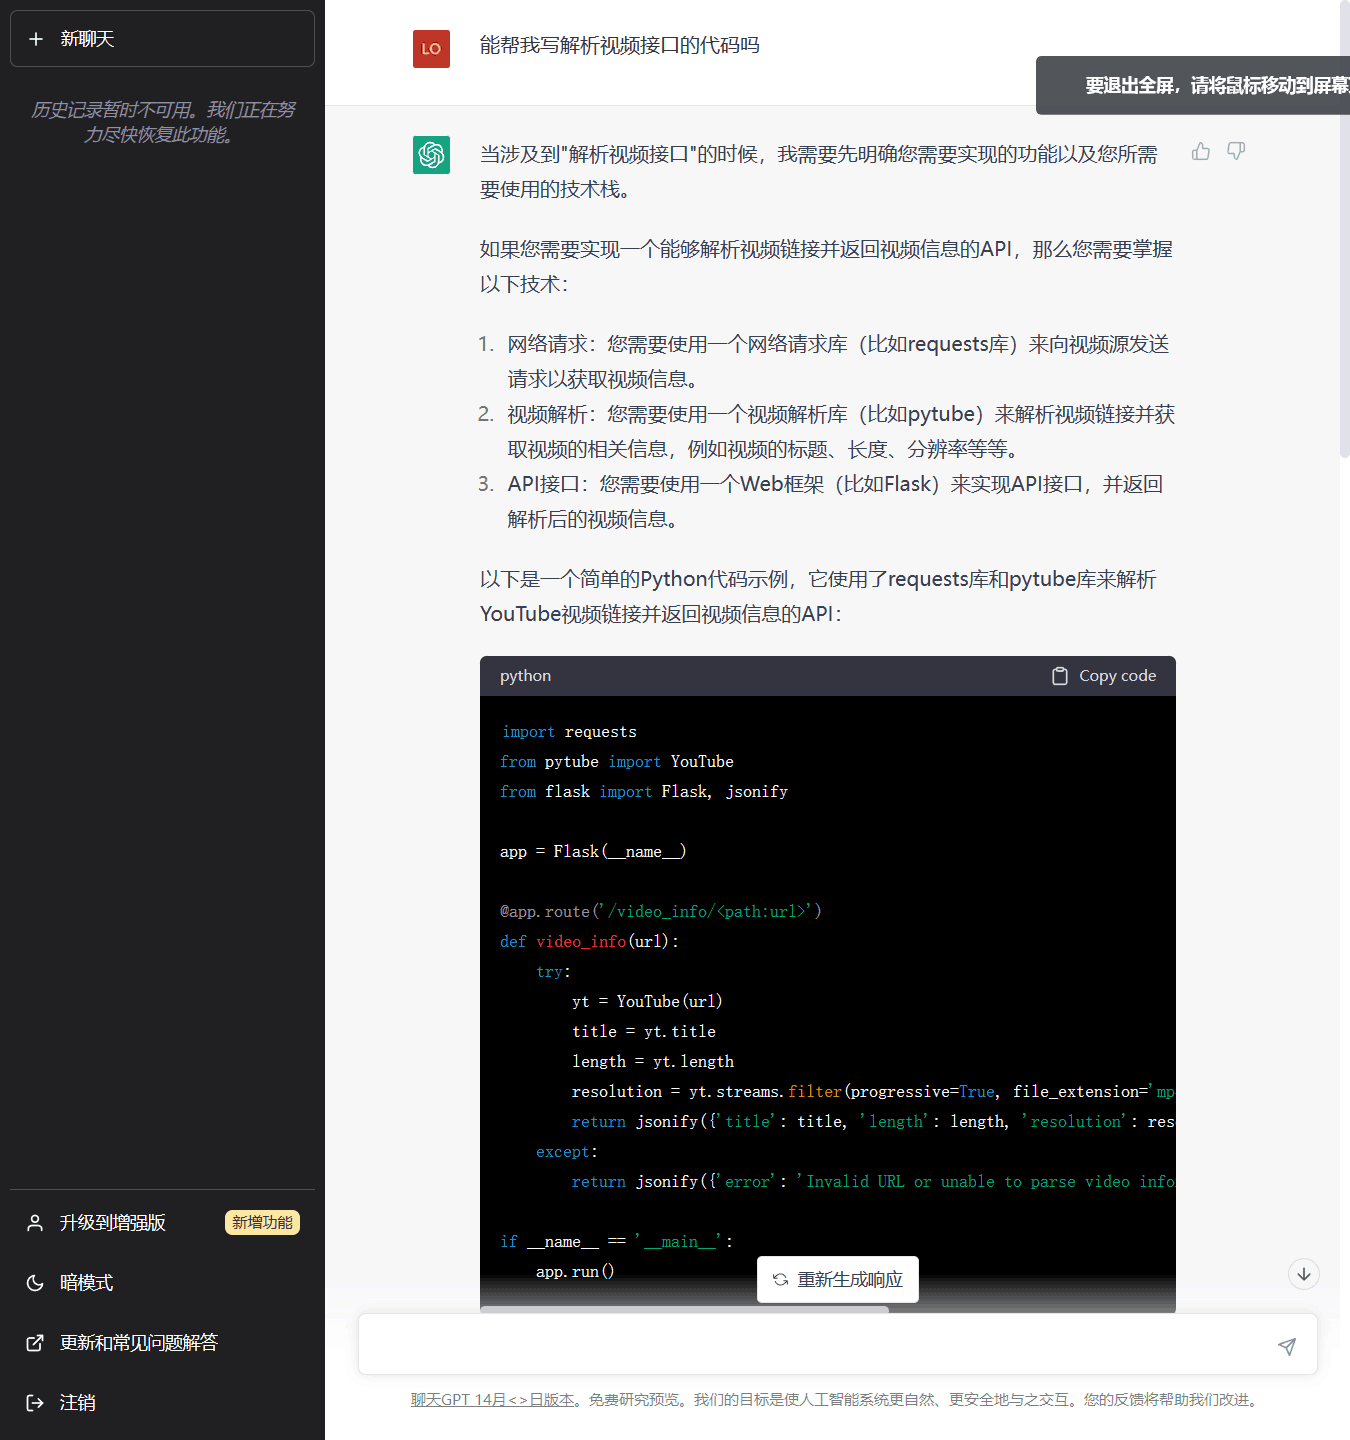 新聊天
历史记录暂时不可用。我们正在努
力尽快恢复此功能。
升级到增强版
新增功能
暗模式
更新和常见问题解答
注销
LO
能帮我写解析视频接口的代码吗
要退出全屏，请将鼠标移动到屏幕
当涉及到"解析视频接口"的时候，我需要先明确您需要实现的功能以及您所需
要使用的技术栈。
如果您需要实现一个能够解析视频链接并返回视频信息的API，那么您需要掌握
以下技术：
1. 网络请求：您需要使用一个网络请求库（比如requests库）来向视频源发送
请求以获取视频信息。
2. 视频解析：您需要使用一个视频解析库（比如pytube）来解析视频链接并获
取视频的相关信息，例如视频的标题、长度、分辨率等等。
3. API接口：您需要使用一个Web框架（比如Flask）来实现API接口，并返回
解析后的视频信息。
以下是一个简单的Python代码示例，它使用了requests库和pytube库来解析
YouTube视频链接并返回视频信息的API：
python
Copy code
import requests
from pytube import YouTube
from flask import Flask, jsonify
app = Flask(__name__)
@app.route('/video_info/<path:url>')
def video_info(url):
try:
yt = YouTube(url)
title = yt.title
length = yt.length
resolution = yt.streams.filter(progressive=True, file_extension='mp
return jsonify({'title': title, 'length': length, 'resolution': res
except:
return jsonify({'error': 'Invalid URL or unable to parse video info
if __name__ == '__main__':
app.run()
重新生成响应
聊天GPT 14月<>日版本。免费研究预览。我们的目标是使人工智能系统更自然、更安全地与之交互。您的反馈将帮助我们改进。